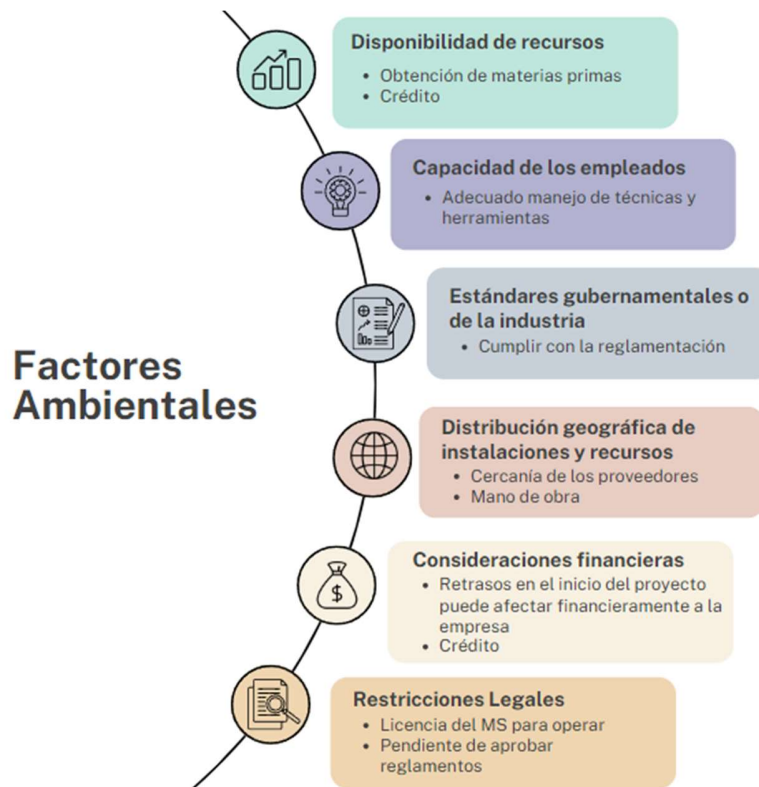 Disponibilidad de recursos
• Obtención de materias primas
• Crédito
Capacidad de los empleados
• Adecuado manejo de técnicas y
herramientas
Estándares gubernamentales o
de la industria
• Cumplir con la reglamentación
Factores
Ambientales
Distribución geográfica de
instalaciones y recursos
• Cercanía de los proveedores
• Mano de obra
Consideraciones financieras
• Retrasos en el inicio del proyecto
puede afectar financieramente a la
empresa
• Crédito
$
Restricciones Legales
• Licencia del MS para operar
• Pendiente de aprobar
reglamentos